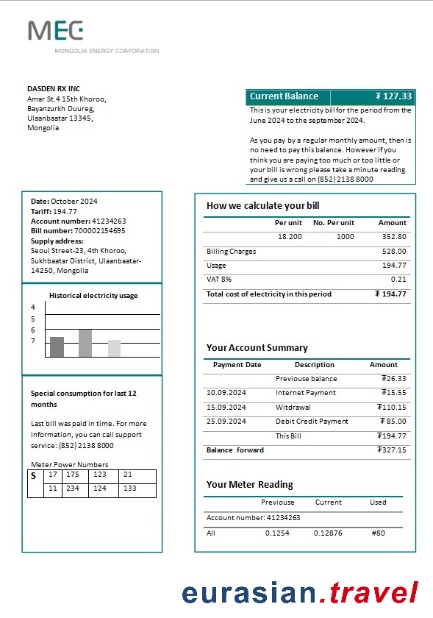 MEC
MONGOLIA ENERGY CORPORATION
DASDEN RX INC
Amar St.4 15th Khoroo,
Bayanzurkh Duureg,
Ulaanbaatar 13345,
Mongolia
Current Balance ₮ 127.33
This is your electricity bill for the period from the
June 2024 to the september 2024.
As you pay by a regular monthly amount, then is
no need to pay this balance. However if you
think you are paying too much or too little or
your bill is wrong please take a minute reading
and give us a call on (852) 2138 8000
Date: October 2024
Tariff: 194.77
Account number: 41234263
Bill number: 700002154695
Supply address:
Seoul Street-23, 4th Khoroo,
Sukhbaatar District, Ulaanbaatar-
14250, Mongolia
Historical electricity usage
4
5
6
7
Special consumption for last 12
months
Last bill was paid in time. For more
information, you can call support
service: (852) 2138 8000
Meter Power Numbers
S 17 175 123 21
11 234 124 133
How we calculate your bill
Per unit No. Per unit Amount
18.200 1000 352.80
Billing Charges 528.00
Usage 194.77
VAT 8% 0.21
Total cost of electricity in this period ₮ 194.77
Your Account Summary
Payment Date Description Amount
Previouse balance ₮26.33
10.09.2024 Internet Payment ₮15.55
15.09.2024 Witdrawal ₮110.15
25.09.2024 Debit Credit Payment ₮ 85.00
This Bill ₮194.77
Balance forward ₮327.15
Your Meter Reading
Previouse Current Used
Account number: 41234263
All 0.1254 0.12876 #80
eurasian.travel